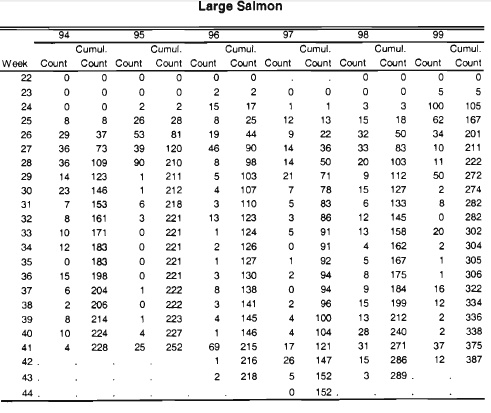 Large Salmon
94 95 96 97 98 99
Cumul. Cumul. Cumul. Cumul. Cumul. Cumul.
Week Count Count Count Count Count Count Count Count Count Count Count Count
22 0 0 0 0 0 0 . . 0 0 0 0
23 0 0 0 0 2 2 0 0 0 0 5 5
24 0 0 2 2 15 17 1 1 3 3 100 105
25 8 8 26 28 8 25 12 13 15 18 62 167
26 29 37 53 81 19 44 9 22 32 50 34 201
27 36 73 39 120 46 90 14 36 33 83 10 211
28 36 109 90 210 8 98 14 50 20 103 11 222
29 14 123 1 211 5 103 21 71 9 112 50 272
30 23 146 1 212 4 107 7 78 15 127 2 274
31 7 153 6 218 3 110 5 83 6 133 8 282
32 8 161 3 221 13 123 3 86 12 145 0 282
33 10 171 0 221 1 124 5 91 13 158 20 302
34 12 183 0 221 2 126 0 91 4 162 2 304
35 0 183 0 221 1 127 1 92 5 167 1 305
36 15 198 0 221 3 130 2 94 8 175 1 306
37 6 204 1 222 8 138 0 94 9 184 16 322
38 2 206 0 222 3 141 2 96 15 199 12 334
39 8 214 1 223 4 145 4 100 13 212 2 336
40 10 224 4 227 1 146 4 104 28 240 2 338
41 4 228 25 252 69 215 17 121 31 271 37 375
42 . . . . 1 216 26 147 15 286 12 387
43 . . . . 2 218 5 152 3 289 . .
44 . . . . . . 0 152 . . . .